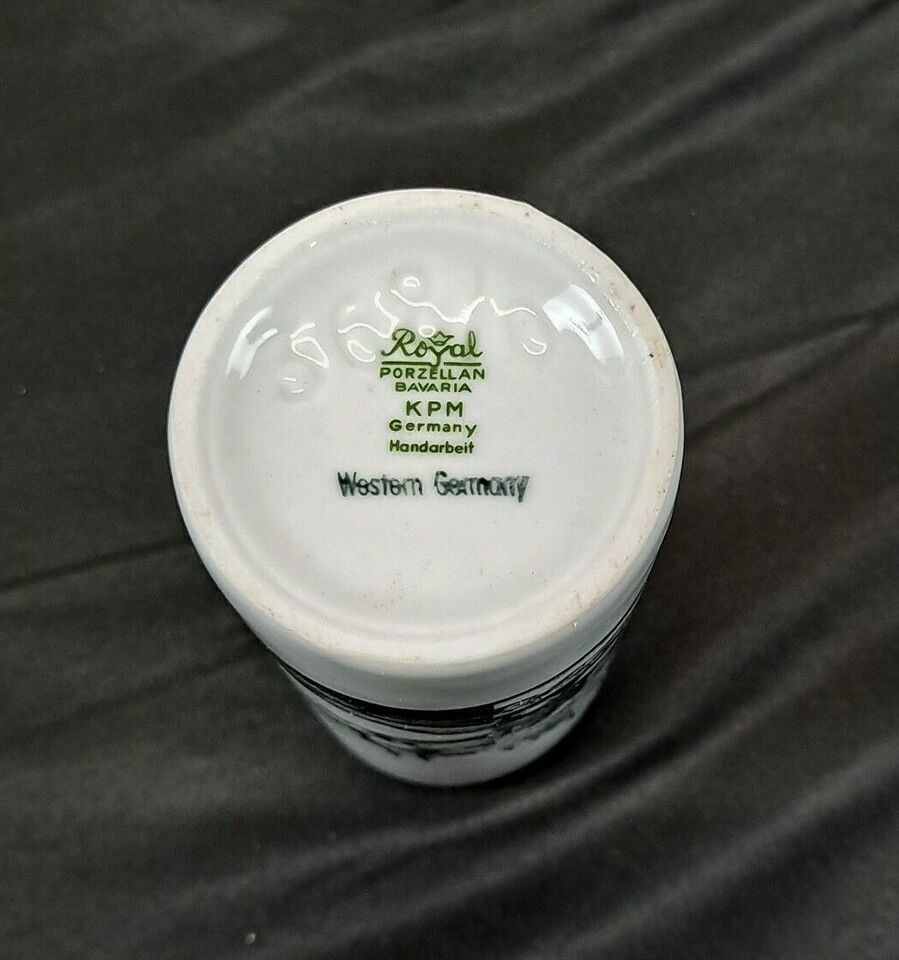 Royal
PORZELLAN
BAVARIA
KPM
Germany
Handarbeit
Western Germany